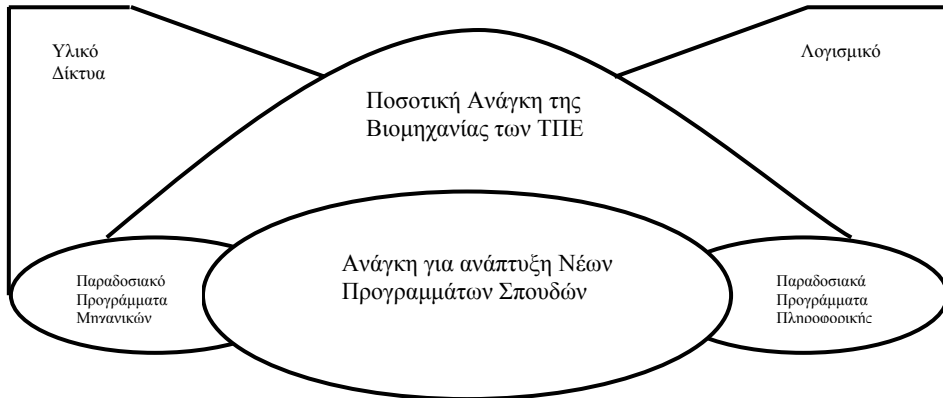 Υλικό
Δίκτυα
Λογισμικό
Ποσοτική Ανάγκη της
Βιομηχανίας των ΤΠΕ
Ανάγκη για ανάπτυξη Νέων
Προγραμμάτων Σπουδών
Παραδοσιακό
Προγράμματα
Μηχανικών
Παραδοσιακά
Προγράμματα
Πληροφορικής